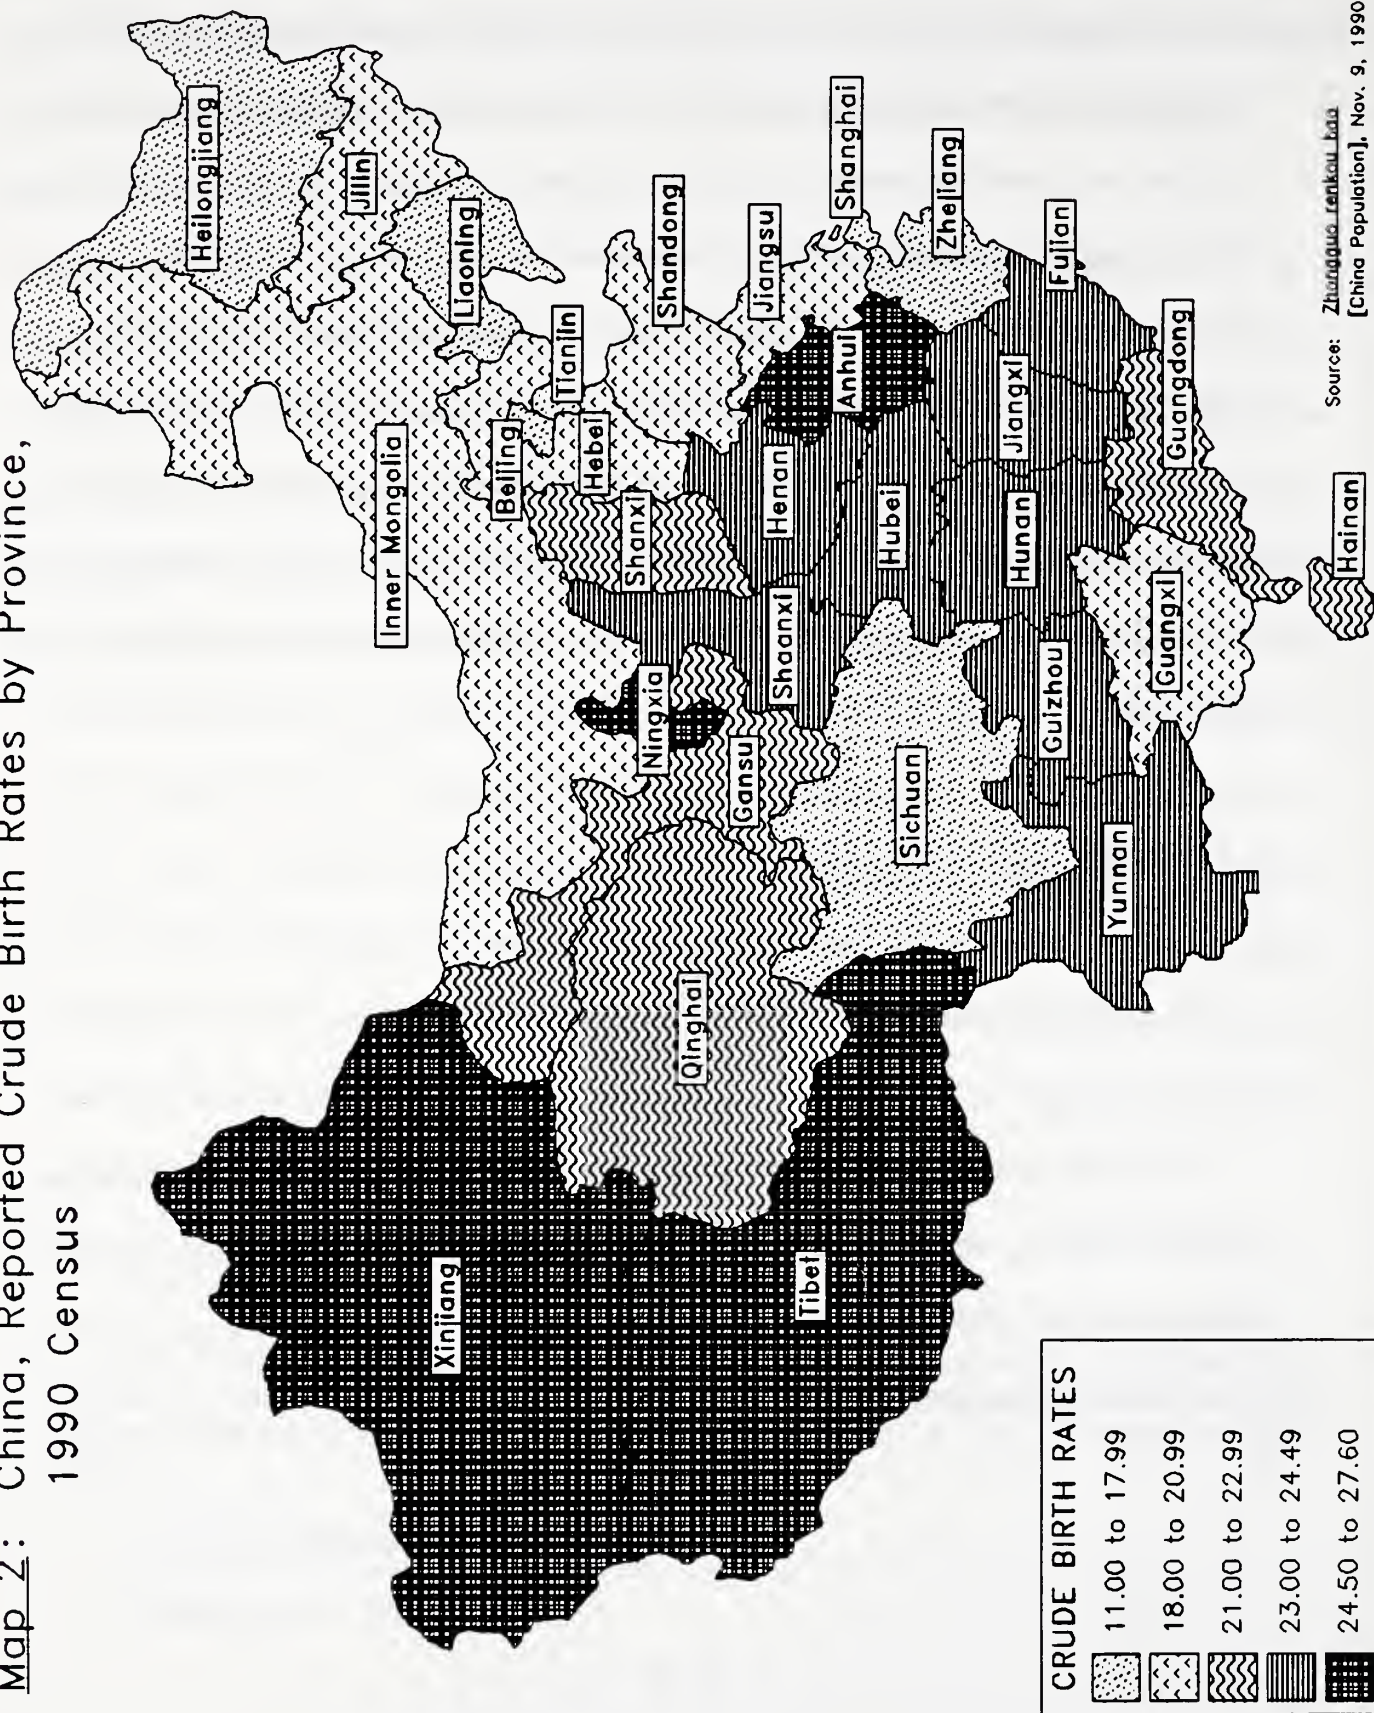 Map 2: China, Reported Crude Birth Rates by Province,
1990 Census
Heilongjiang
Jilin
Liaoning
Inner Mongolia
Beijing
Tianjin
Hebei
Shandong
Shanxi
Jiangsu
Shanghai
Xinjiang
Ningxia
Gansu
Qinghai
Shaanxi
Henan
Anhui
Zhejiang
Tibet
Sichuan
Hubei
Hunan
Jiangxi
Fujian
Guizhou
Yunnan
Guangxi
Guangdong
Hainan
CRUDE BIRTH RATES
11.00 to 17.99
18.00 to 20.99
21.00 to 22.99
23.00 to 24.49
24.50 to 27.60
Source: Zhongguo renkou bao
[China Population], Nov. 9, 1990